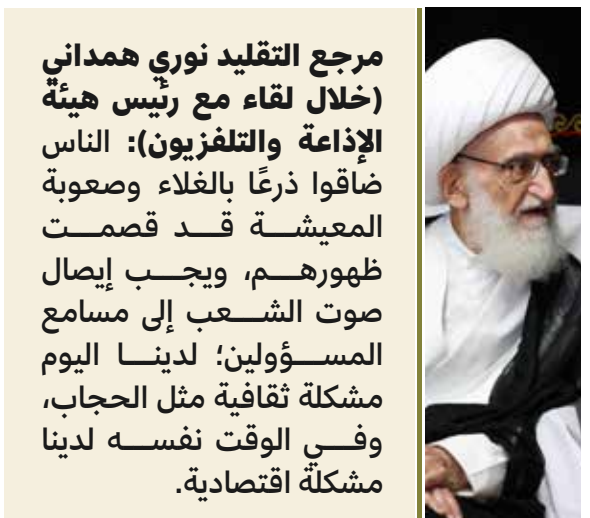 مرجع التقليد نوري همداني
(خلال لقاء مع رئيس هيئة
الإذاعة والتلفزيون): الناس
ضاقوا ذرعًا بالغلاء وصعوبة
المعيشة قد قصمت
ظهورهم، ويجب إيصال
صوت الشعب إلى مسامع
المسؤولين؛ لدينا اليوم
مشكلة ثقافية مثل الحجاب،
وفي الوقت نفسه لدينا
مشكلة اقتصادية.